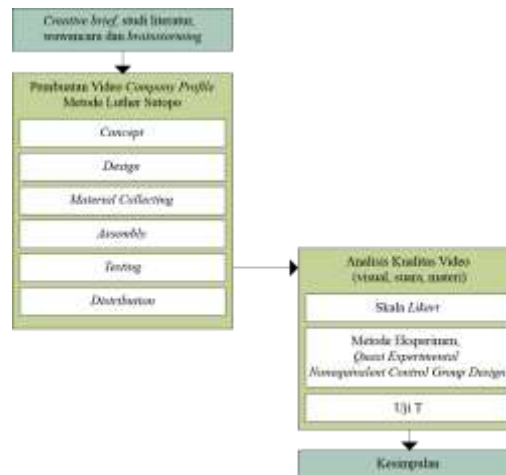 Creative brief, studi literatur,
wawancara dan brainstorming
Pembuatan Video Company Profile
Metode Luther Sutopo
Concept
Design
Material Collecting
Assembly
Testing
Distribution
Analisis Kualitas Video
(visual, suara, materi)
Skala Likert
Metode Eksperimen,
Quasi Experimental
Nonequivalent Control Group Design
Uji T
Kesimpulan